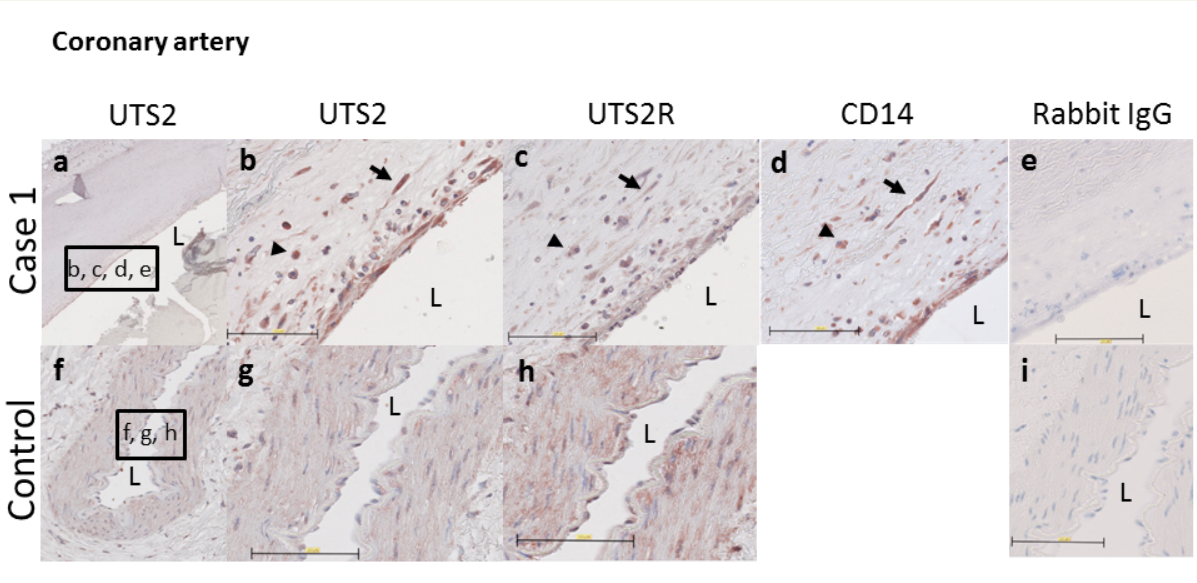 Coronary artery
UTS2 UTS2 UTS2R CD14 Rabbit IgG
Case 1
a b c d e
L
b, c, d, e
L L L L
Control
f g h i
L
f, g, h
L
L
L